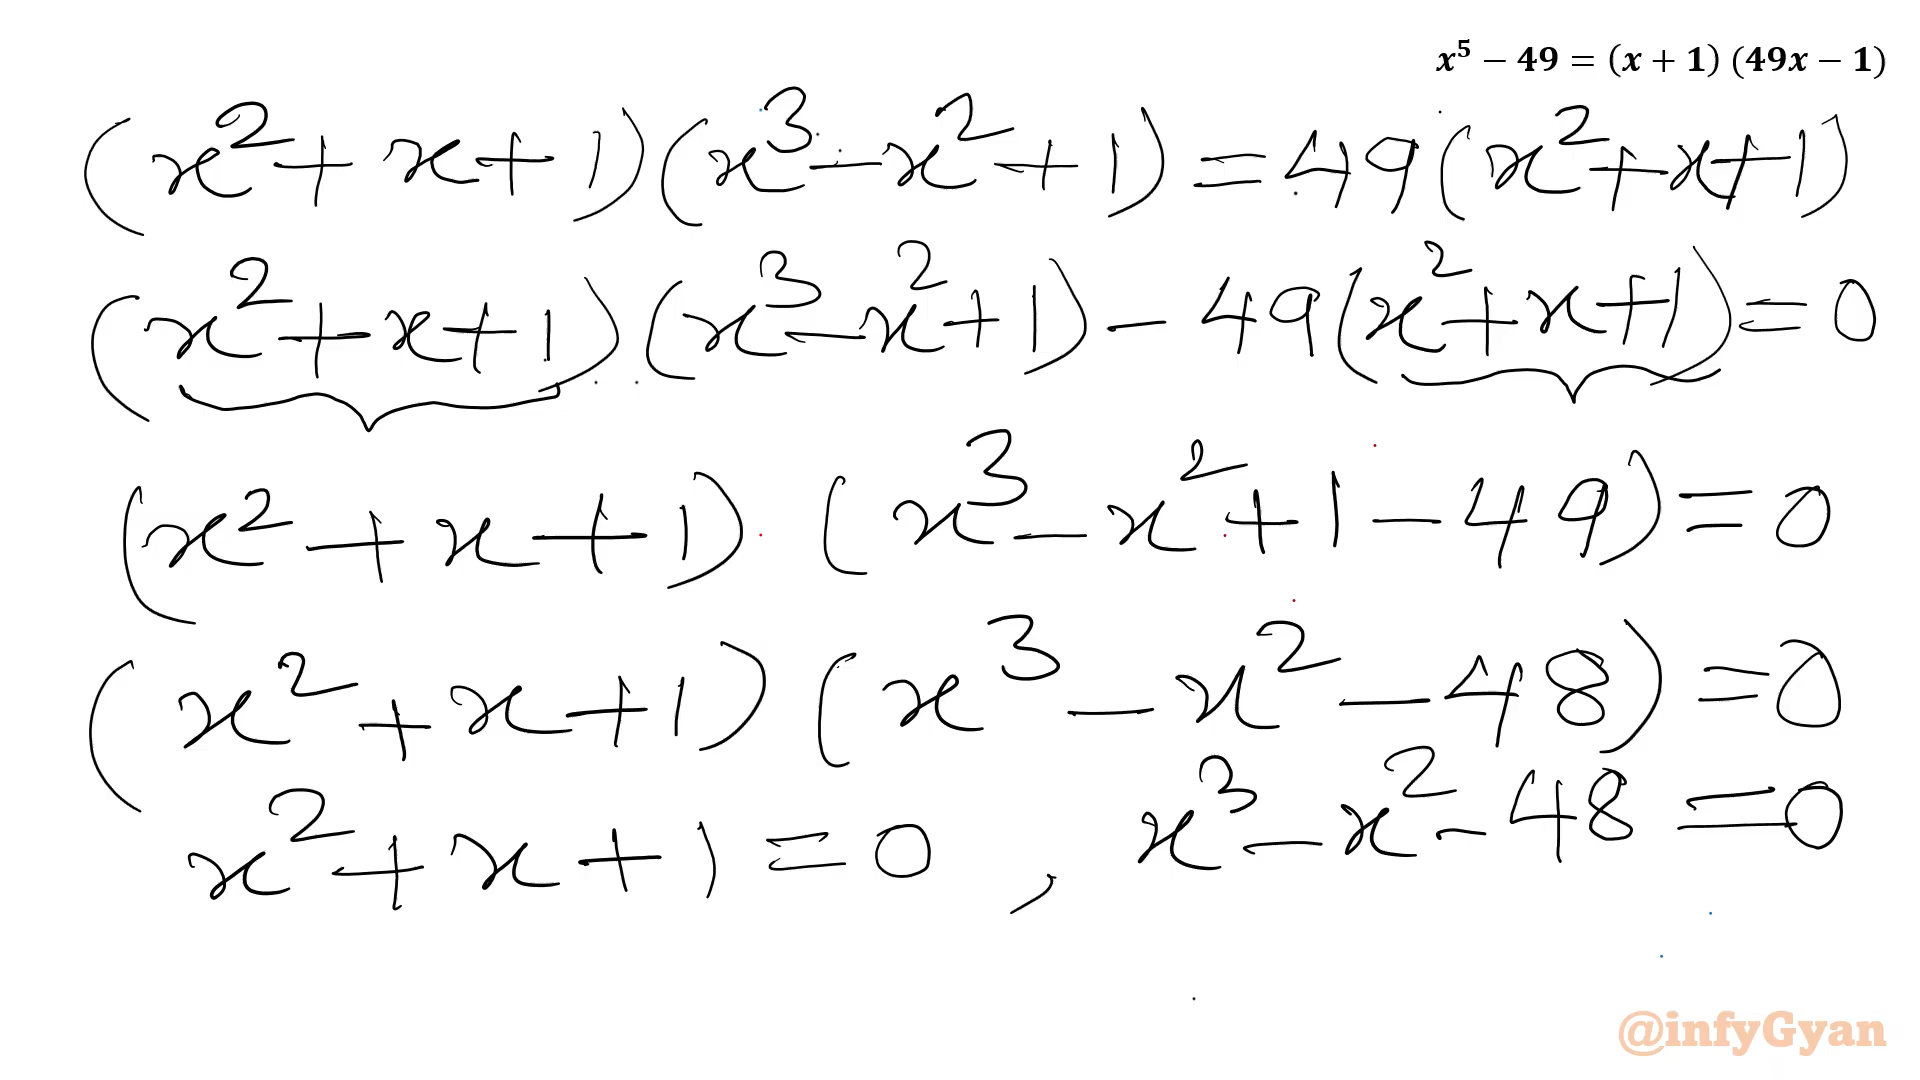 x⁵ − 49 = (x + 1) (49x − 1)
(x² + x + 1)(x³ − x² + 1) = 49(x² + x + 1)
(x² + x + 1)(x³ − x² + 1) − 49(x² + x + 1) = 0
(x² + x + 1) · (x³ − x² + 1 − 49) = 0
(x² + x + 1)(x³ − x² − 48) = 0
x² + x + 1 = 0 , x³ − x² − 48 = 0
@infyGyan